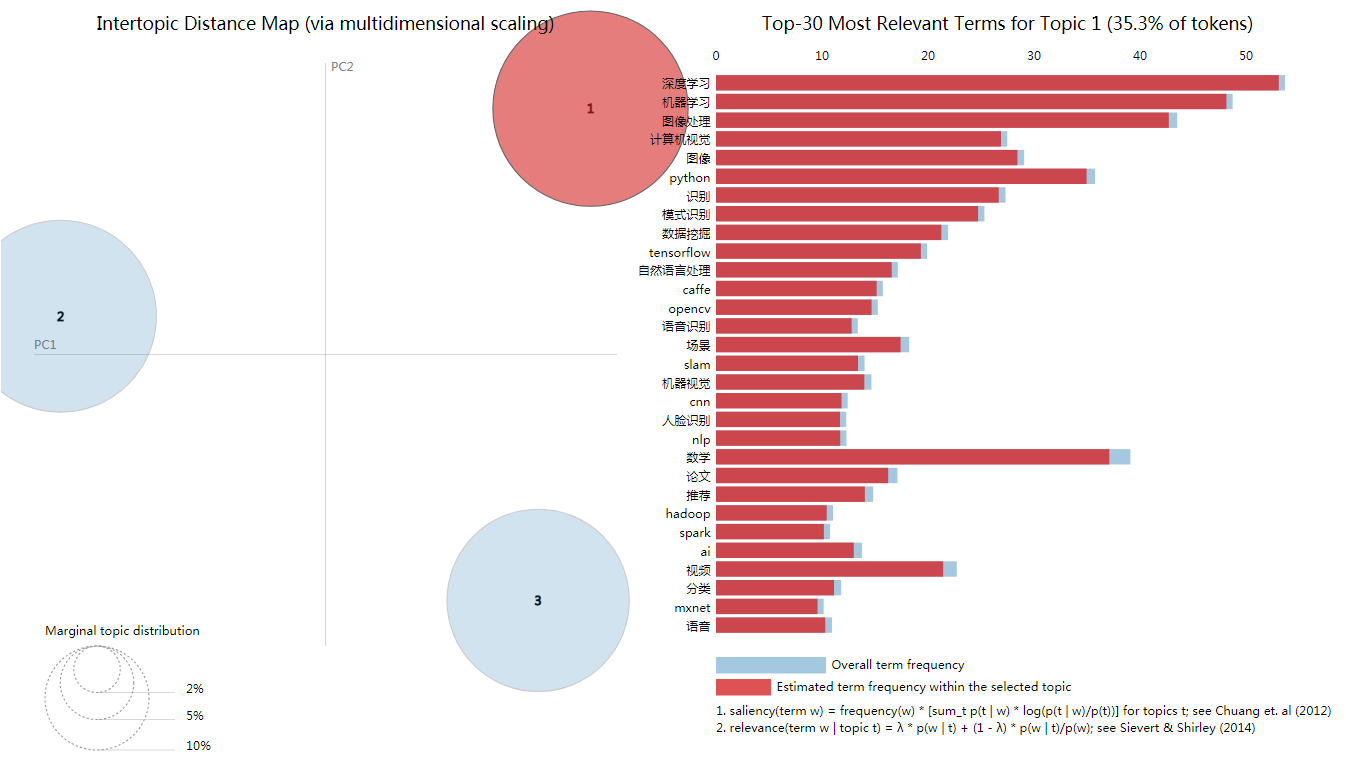 Intertopic Distance Map (via multidimensional scaling)
PC2
1
2
PC1
3
Marginal topic distribution
2%
5%
10%
Top-30 Most Relevant Terms for Topic 1 (35.3% of tokens)
0 10 20 30 40 50
深度学习
机器学习
图像处理
计算机视觉
图像
python
识别
模式识别
数据挖掘
tensorflow
自然语言处理
caffe
opencv
语音识别
场景
slam
机器视觉
cnn
人脸识别
nlp
数学
论文
推荐
hadoop
spark
ai
视频
分类
mxnet
语音
Overall term frequency
Estimated term frequency within the selected topic
1. saliency(term w) = frequency(w) * [sum_t p(t | w) * log(p(t | w)/p(t))] for topics t; see Chuang et. al (2012)
2. relevance(term w | topic t) = λ * p(w | t) + (1 - λ) * p(w | t)/p(w); see Sievert & Shirley (2014)